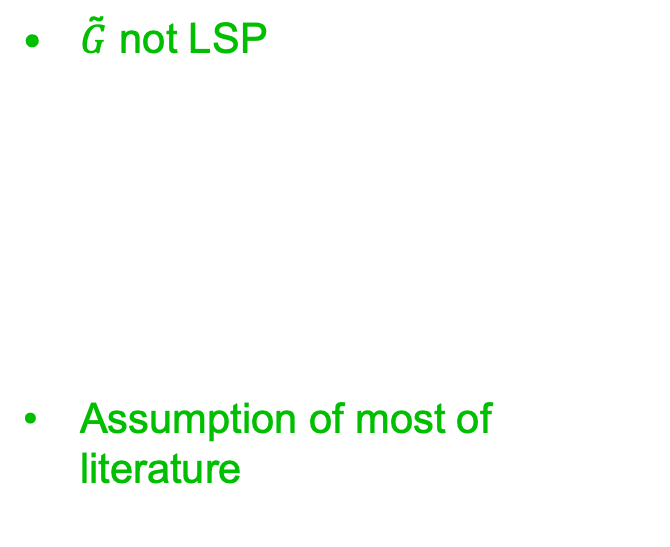 • G̃ not LSP
• Assumption of most of
literature